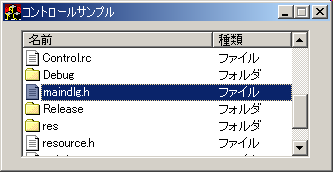 コントロールサンプル
名前 種類
Control.rc ファイル
Debug フォルダ
maindlg.h ファイル
Release フォルダ
res フォルダ
resource.h ファイル